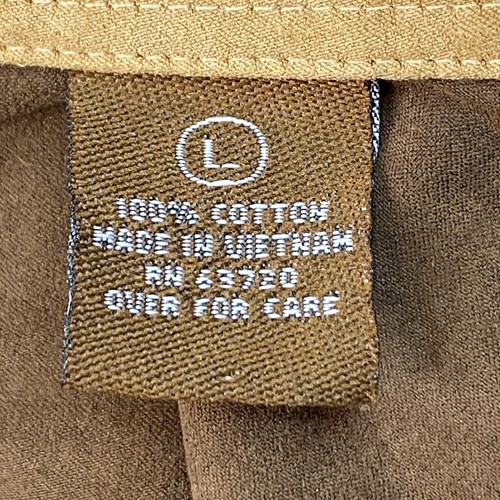 L
100% COTTON
MADE IN VIETNAM
RN 63720
OVER FOR CARE